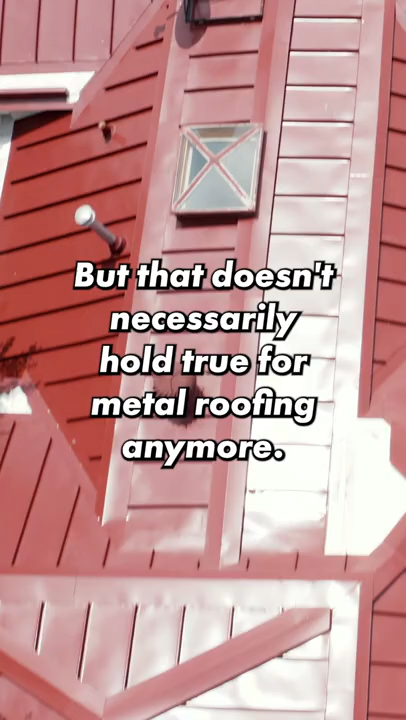 But that doesn't
necessarily
hold true for
metal roofing
anymore.